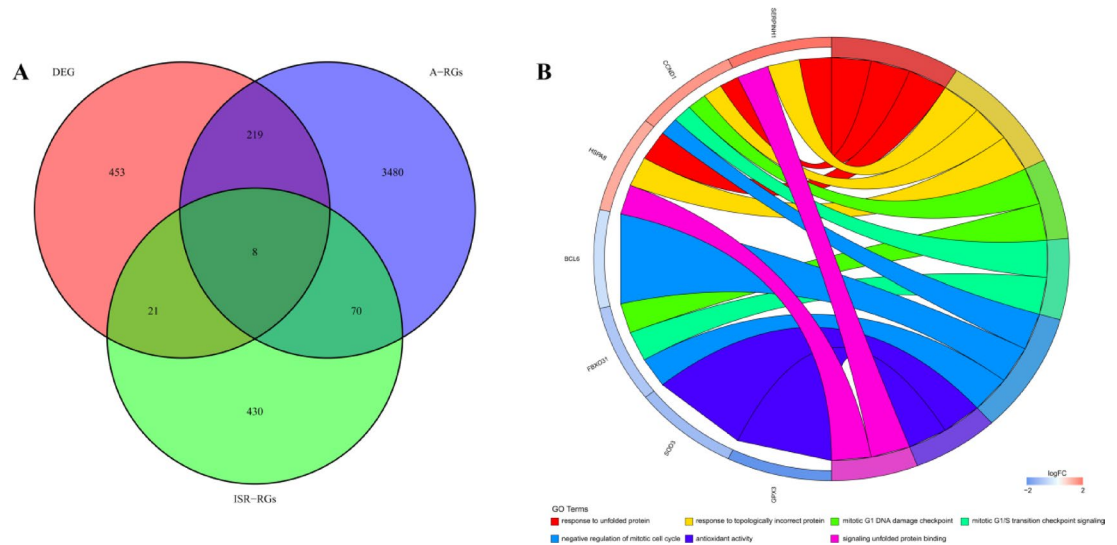 A
DEG
A-RGs
219
453
3480
8
21
70
430
ISR-RGs
B
SERPINH1
CCND1
HSPA8
BCL6
FBXO31
SOD3
GPX3
logFC
-2 2
GO Terms
response to unfolded protein
response to topologically incorrect protein
mitotic G1 DNA damage checkpoint
mitotic G1/S transition checkpoint signaling
negative regulation of mitotic cell cycle
antioxidant activity
signaling unfolded protein binding